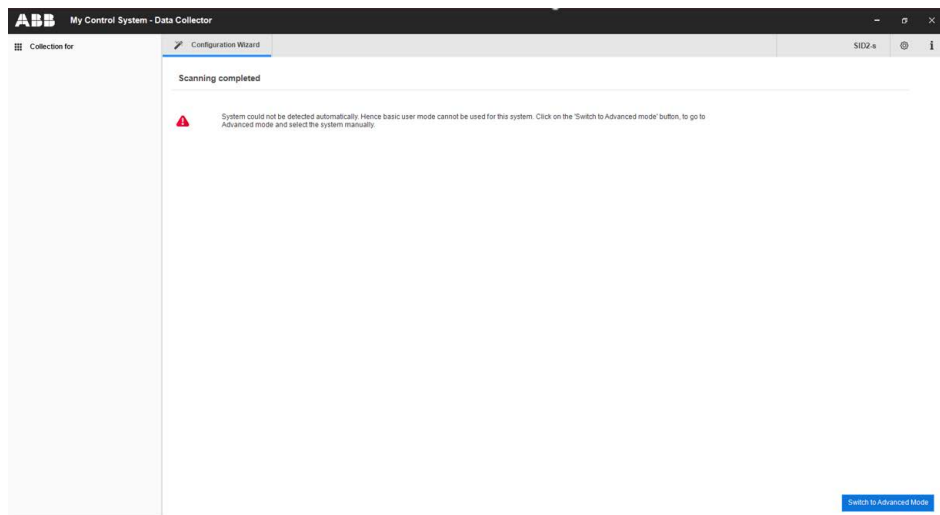 ABB My Control System - Data Collector
Collection for
Configuration Wizard
SID2-s
Scanning completed
System could not be detected automatically. Hence basic user mode cannot be used for this system. Click on the 'Switch to Advanced mode' button, to go to
Advanced mode and select the system manually.
Switch to Advanced Mode